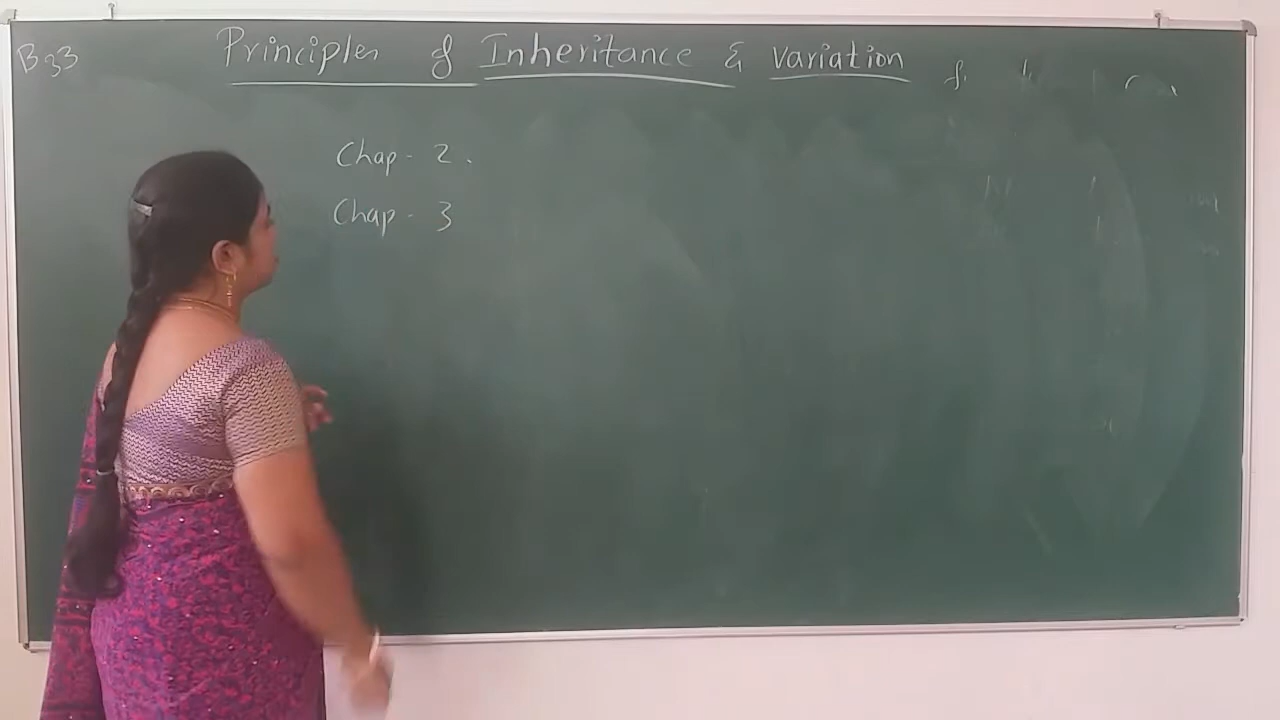 B33
Principles of Inheritance & variation
Chap - 2.
Chap - 3